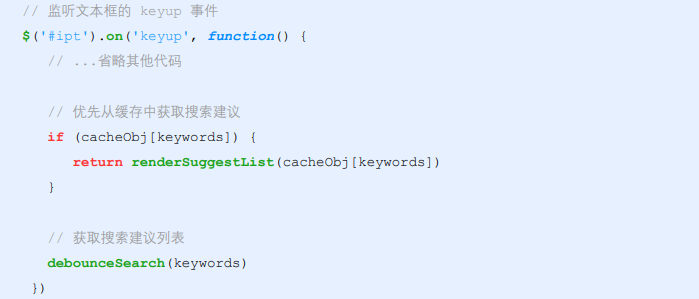 // 监听文本框的 keyup 事件
$('#ipt').on('keyup', function() {
// ...省略其他代码
// 优先从缓存中获取搜索建议
if (cacheObj[keywords]) {
return renderSuggestList(cacheObj[keywords])
}
// 获取搜索建议列表
debounceSearch(keywords)
})